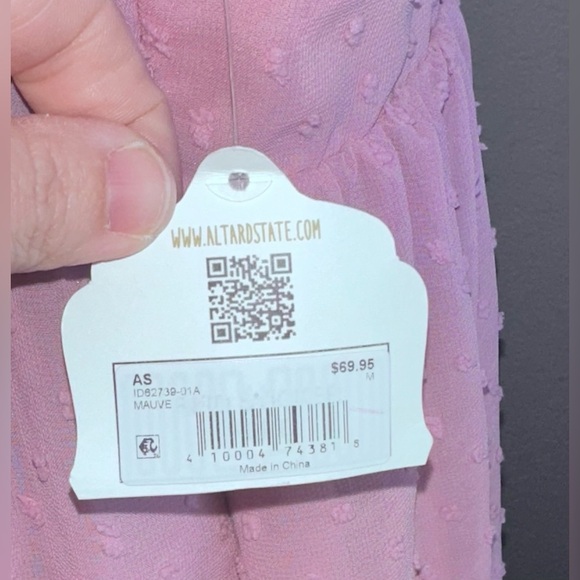 WWW.ALTARDSTATE.COM
AS $69.95
ID62739-01A M
MAUVE
4 10004 74381 8
Made in China